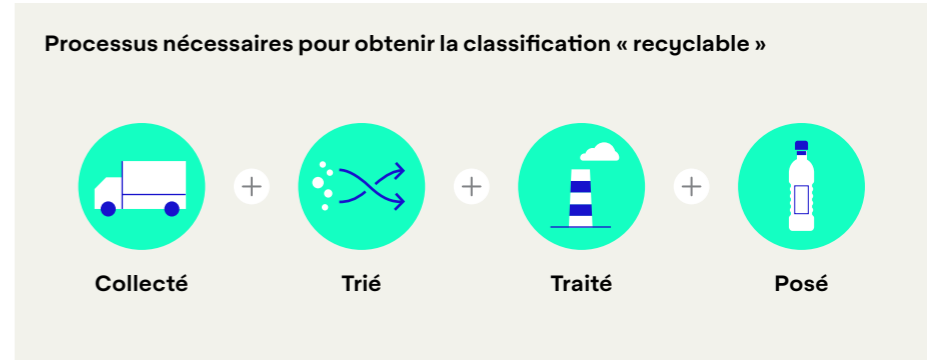 Processus nécessaires pour obtenir la classification « recyclable »
Collecté
Trié
Traité
Posé